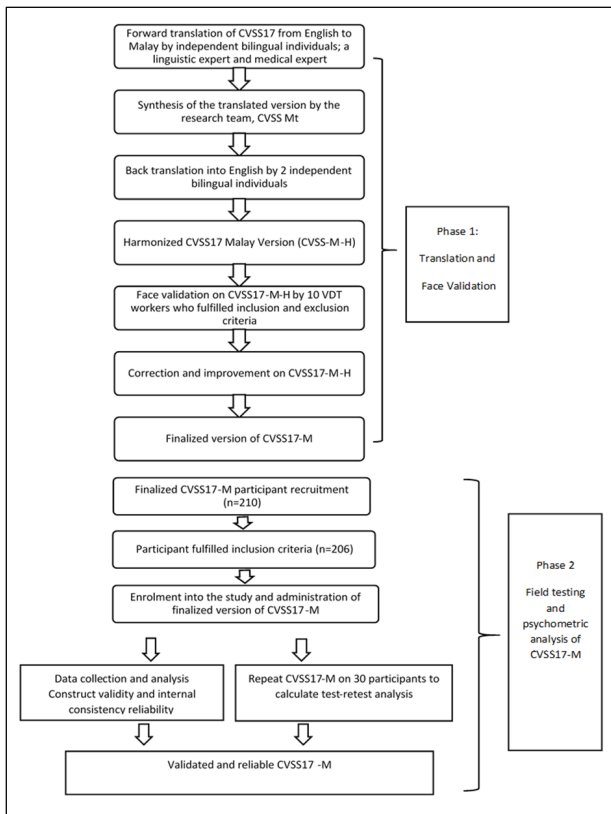 Forward translation of CVSS17 from English to
Malay by independent bilingual individuals; a
linguistic expert and medical expert
Synthesis of the translated version by the
research team, CVSS Mt
Back translation into English by 2 independent
bilingual individuals
Harmonized CVSS17 Malay Version (CVSS-M-H)
Face validation on CVSS17-M-H by 10 VDT
workers who fulfilled inclusion and exclusion
criteria
Correction and improvement on CVSS17-M-H
Finalized version of CVSS17-M
Phase 1:
Translation and
Face Validation
Finalized CVSS17-M participant recruitment
(n=210)
Participant fulfilled inclusion criteria (n=206)
Enrolment into the study and administration of
finalized version of CVSS17-M
Data collection and analysis
Construct validity and internal
consistency reliability
Repeat CVSS17-M on 30 participants to
calculate test-retest analysis
Validated and reliable CVSS17 -M
Phase 2
Field testing
and
psychometric
analysis of
CVSS17-M